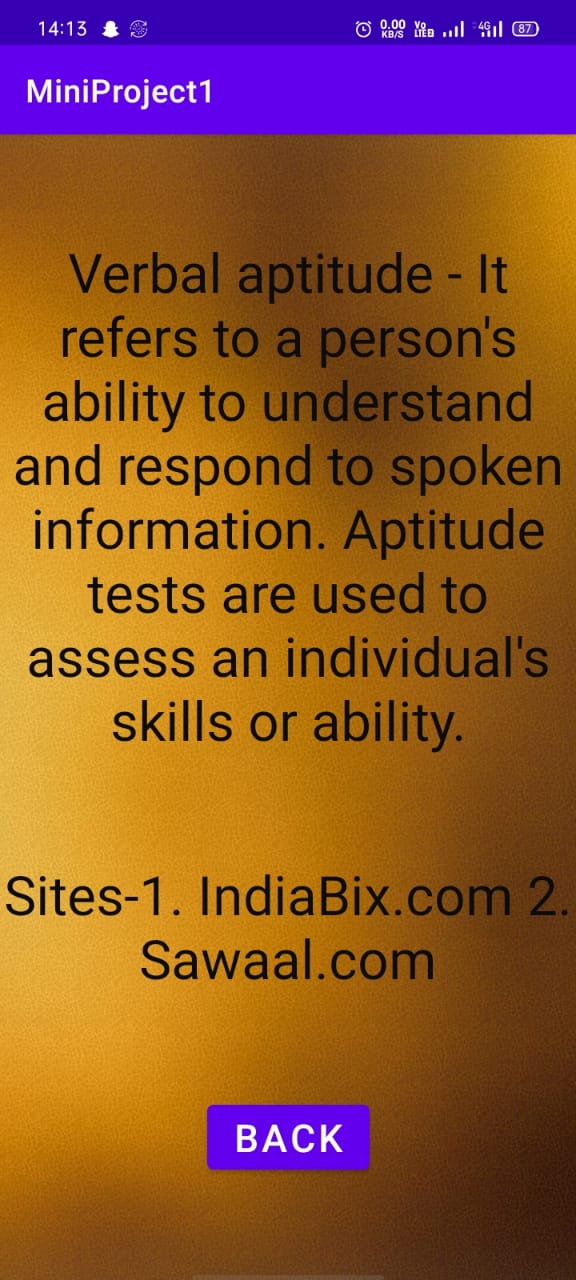 14:13 0.00 KB/S Vo LTE 4G 87
MiniProject1
Verbal aptitude - It
refers to a person's
ability to understand
and respond to spoken
information. Aptitude
tests are used to
assess an individual's
skills or ability.
Sites-1. IndiaBix.com 2.
Sawaal.com
BACK